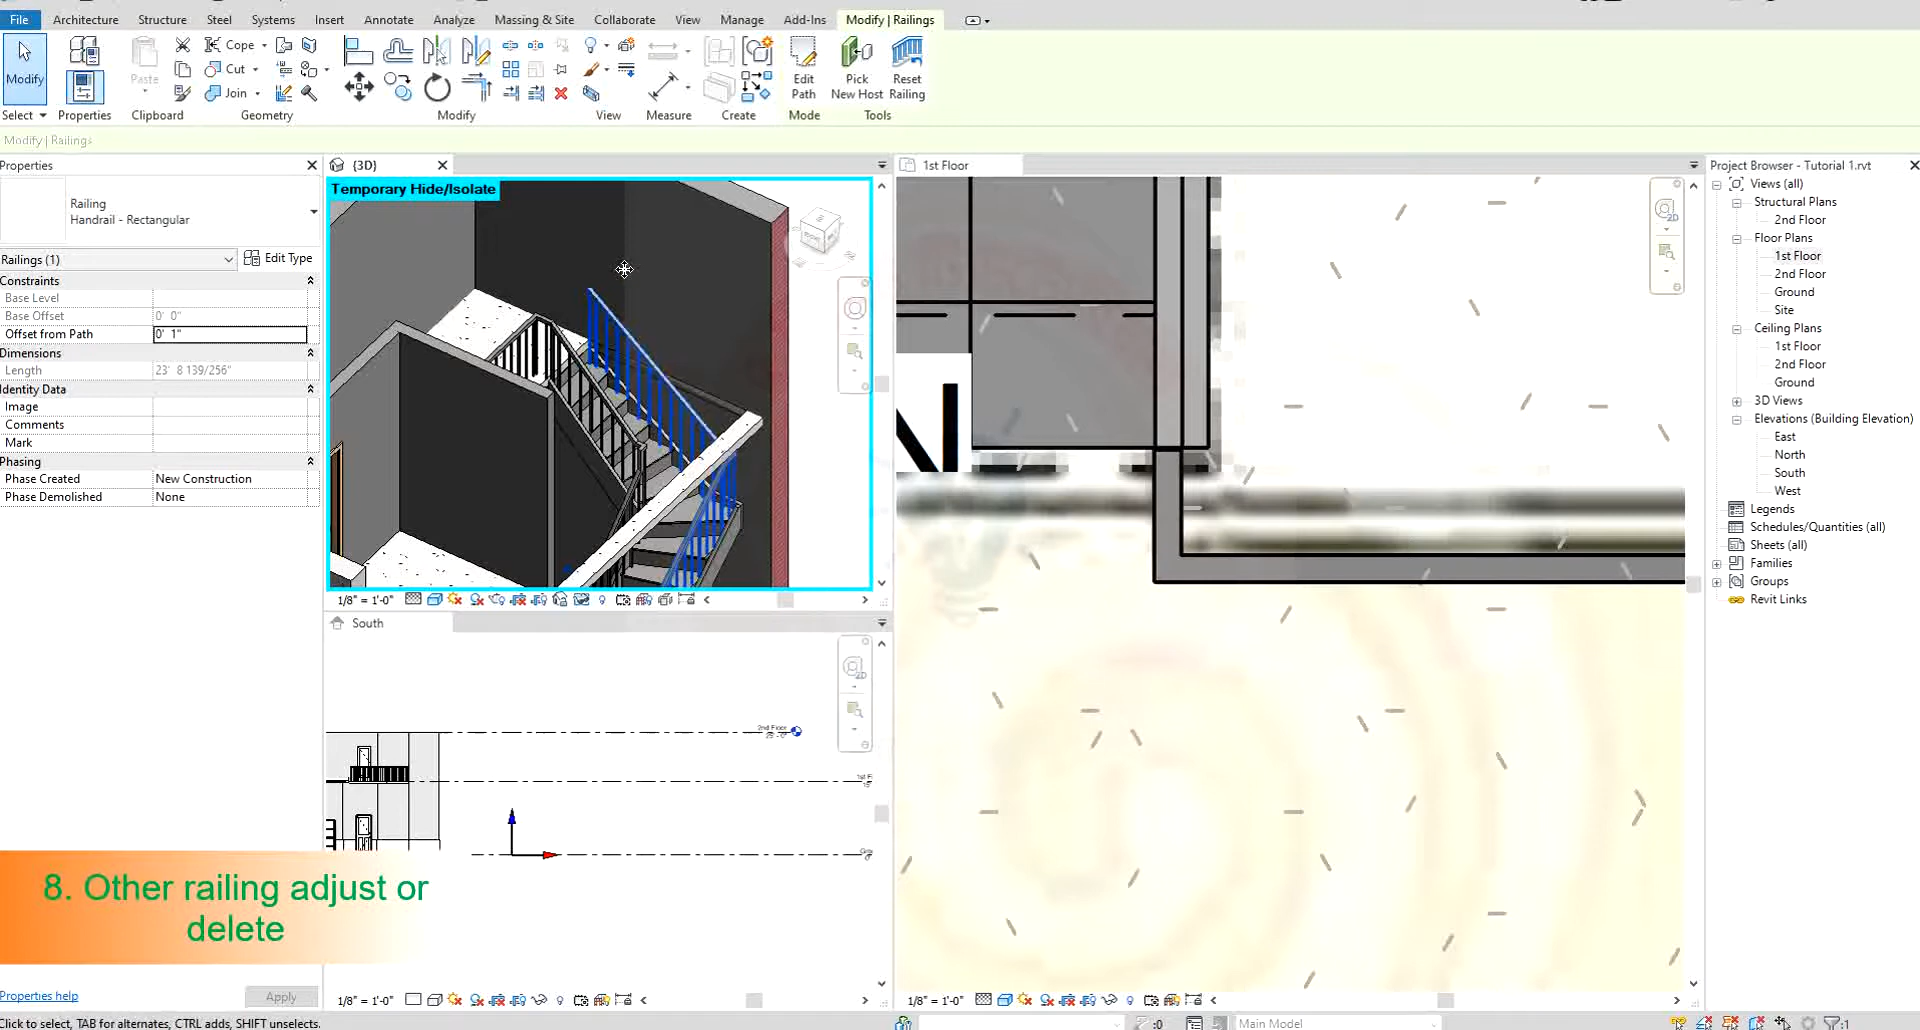 File Architecture Structure Steel Systems Insert Annotate Analyze Massing & Site Collaborate View Manage Add-Ins Modify | Railings
Modify
Paste
Cope
Cut
Join
Edit Path
Pick New Host
Reset Railing
Select Properties Clipboard Geometry Modify View Measure Create Mode Tools
Modify | Railings
Properties
Railing
Handrail - Rectangular
Railings (1) Edit Type
Constraints
Base Level
Base Offset 0' 0"
Offset from Path 0' 1"
Dimensions
Length 23' 8 139/256"
Identity Data
Image
Comments
Mark
Phasing
Phase Created New Construction
Phase Demolished None
Properties help Apply
{3D}
Temporary Hide/Isolate
1/8" = 1'-0"
South
2nd Floor
1/8" = 1'-0"
1st Floor
2D
N
1/8" = 1'-0"
Project Browser - Tutorial 1.rvt
Views (all)
Structural Plans
2nd Floor
Floor Plans
1st Floor
2nd Floor
Ground
Site
Ceiling Plans
1st Floor
2nd Floor
Ground
3D Views
Elevations (Building Elevation)
East
North
South
West
Legends
Schedules/Quantities (all)
Sheets (all)
Families
Groups
Revit Links
8. Other railing adjust or
delete
Click to select, TAB for alternates, CTRL adds, SHIFT unselects.
:0
Main Model
:1